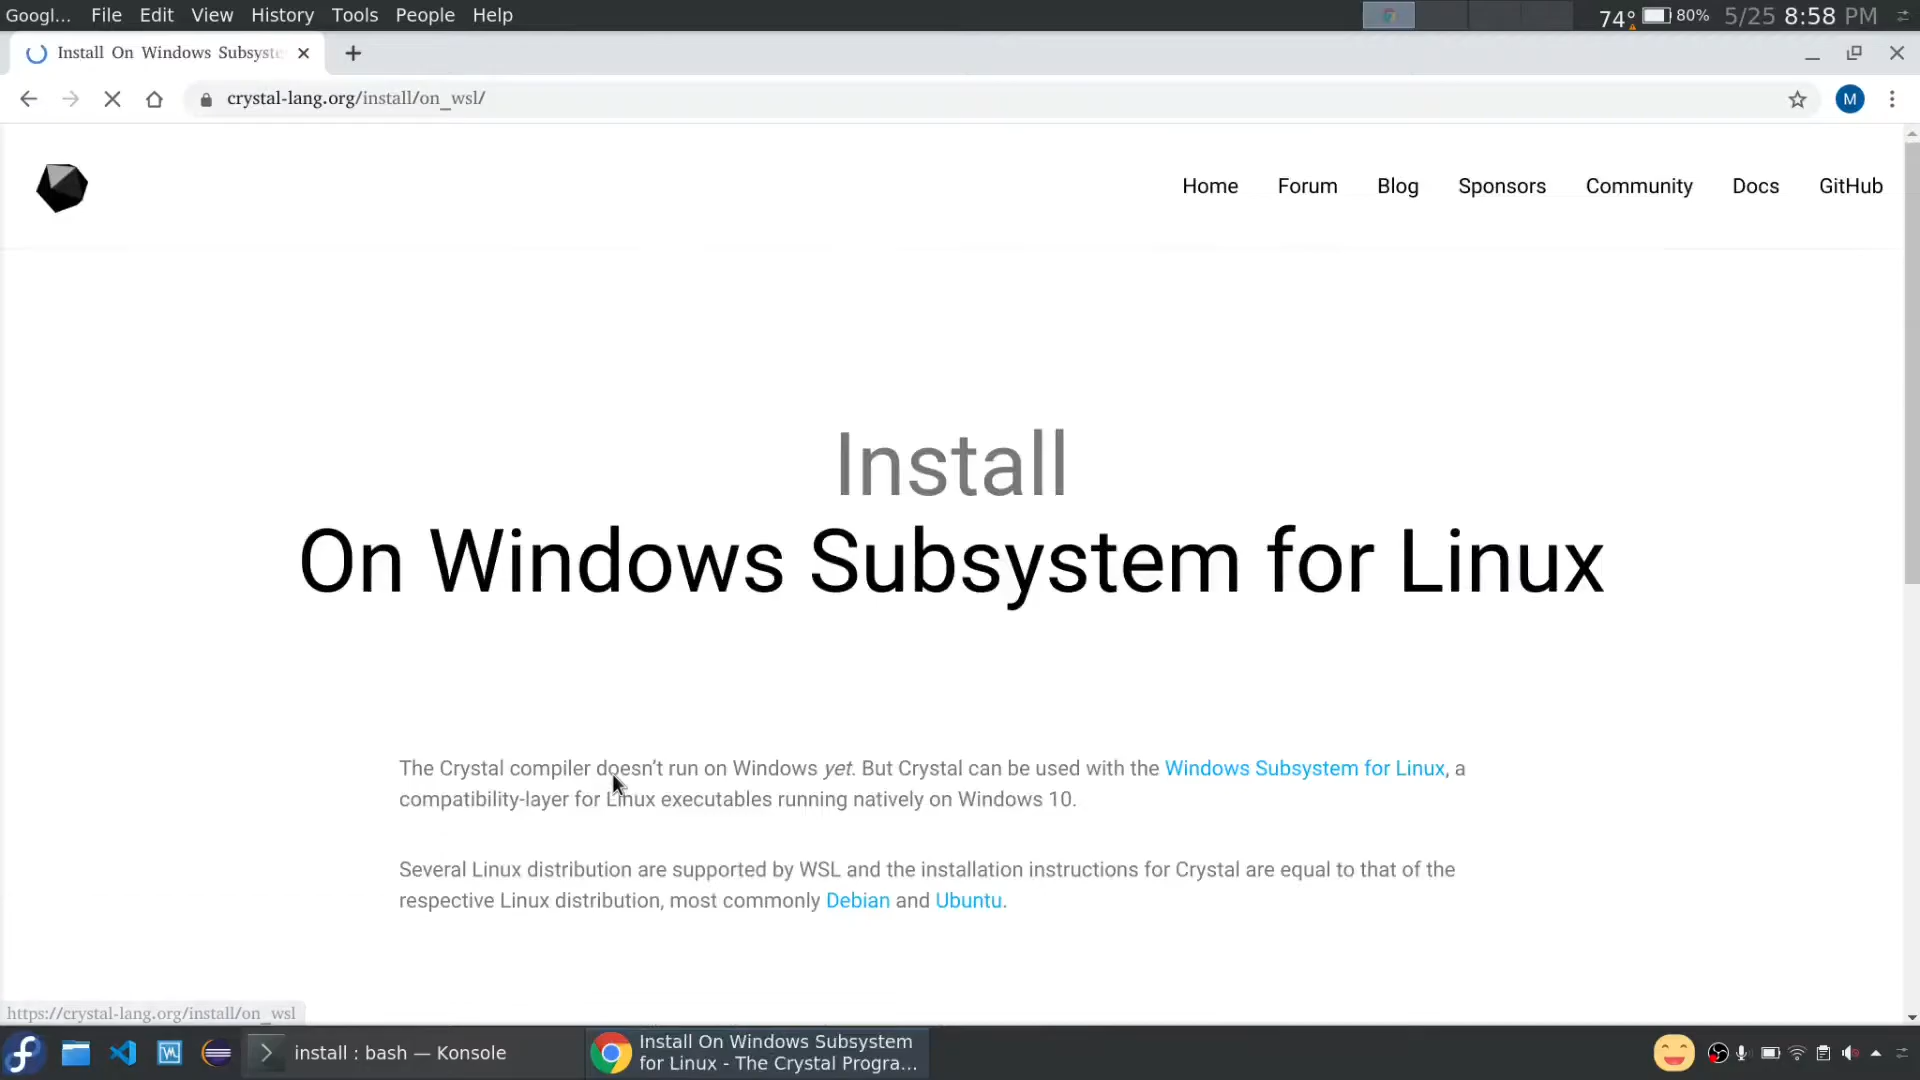 Googl... File Edit View History Tools People Help
74° 80% 5/25 8:58 PM
Install On Windows Subsyste
crystal-lang.org/install/on_wsl/
M
Home Forum Blog Sponsors Community Docs GitHub
Install
On Windows Subsystem for Linux
The Crystal compiler doesn't run on Windows yet. But Crystal can be used with the Windows Subsystem for Linux, a
compatibility-layer for Linux executables running natively on Windows 10.
Several Linux distribution are supported by WSL and the installation instructions for Crystal are equal to that of the
respective Linux distribution, most commonly Debian and Ubuntu.
https://crystal-lang.org/install/on_wsl
install : bash — Konsole
Install On Windows Subsystem
for Linux - The Crystal Progra...